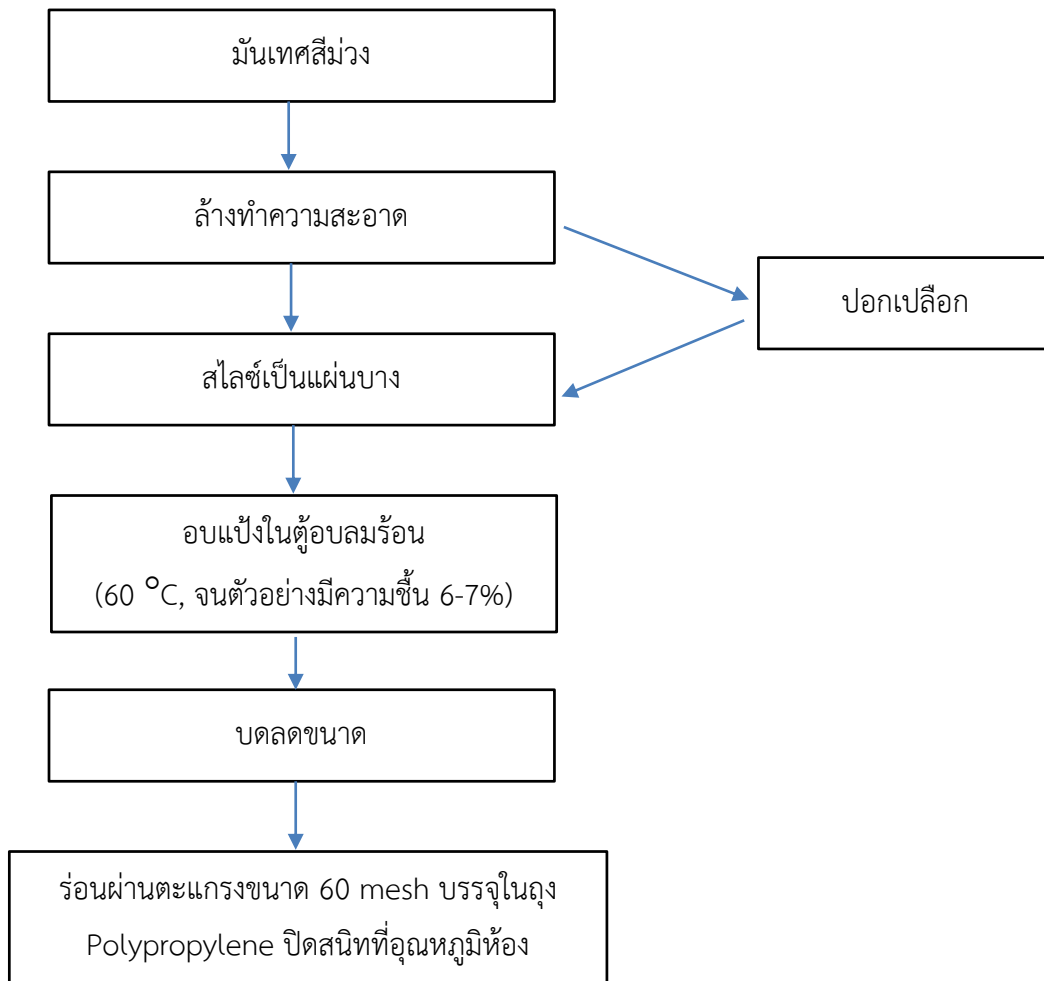 มันเทศสีม่วง
ล้างทำความสะอาด
ปอกเปลือก
สไลซ์เป็นแผ่นบาง
อบแป้งในตู้อบลมร้อน
(60 °C, จนตัวอย่างมีความชื้น 6-7%)
บดลดขนาด
ร่อนผ่านตะแกรงขนาด 60 mesh บรรจุในถุง
Polypropylene ปิดสนิทที่อุณหภูมิห้อง